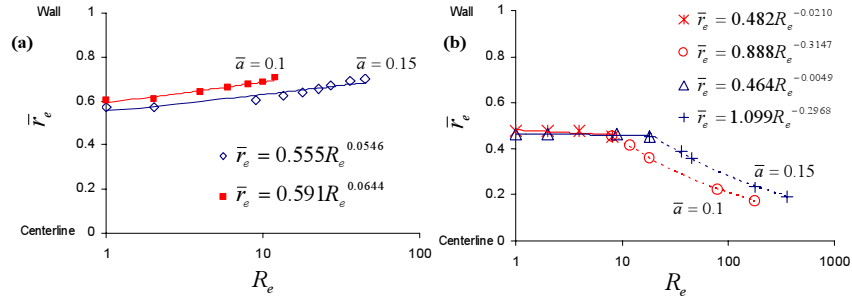 (a)
Wall
1
0.8
0.6
0.4
0.2
Centerline 0
r̄ₑ
ā = 0.1
ā = 0.15
r̄ₑ = 0.555Rₑ^0.0546
r̄ₑ = 0.591Rₑ^0.0644
1 10 100
Rₑ
(b)
Wall
1
0.8
0.6
0.4
0.2
Centerline 0
r̄ₑ
r̄ₑ = 0.482Rₑ^-0.0210
r̄ₑ = 0.888Rₑ^-0.3147
r̄ₑ = 0.464Rₑ^-0.0049
r̄ₑ = 1.099Rₑ^-0.2968
ā = 0.15
ā = 0.1
1 10 100 1000
Rₑ